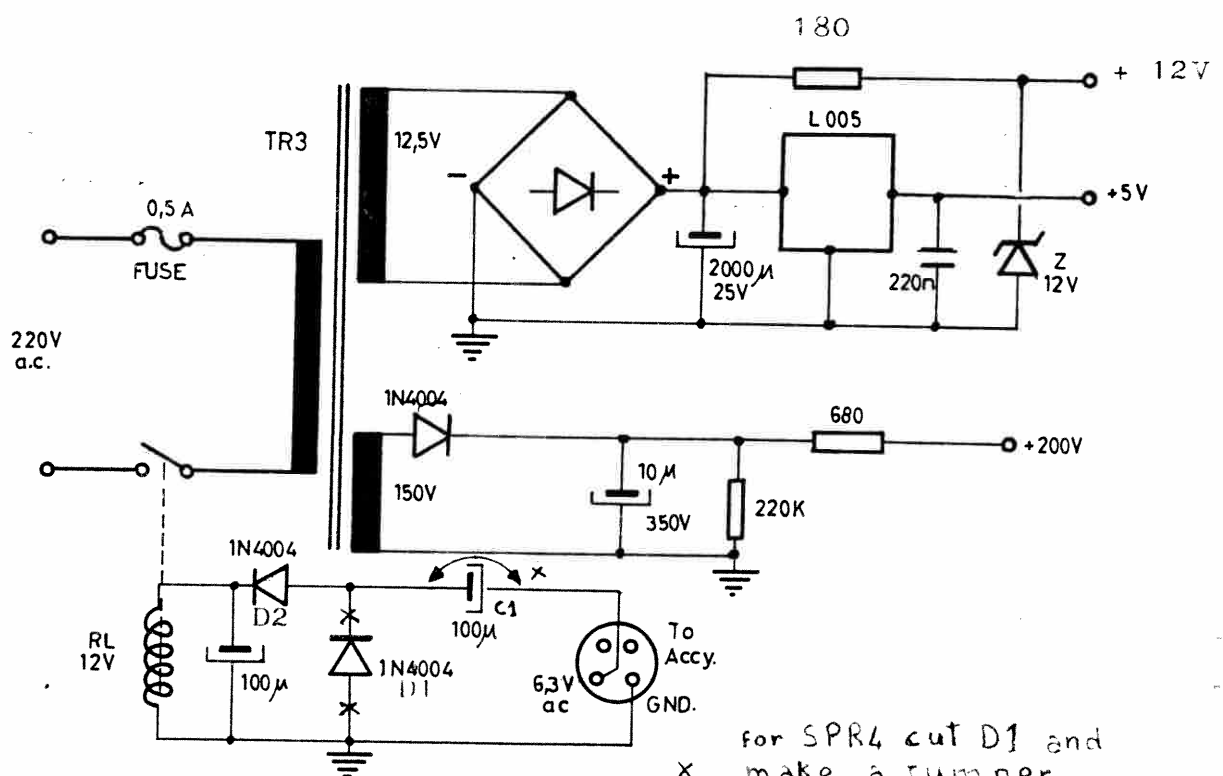 180
+ 12V
L005
TR3
12,5V
-
+
+5V
0,5 A
FUSE
2000µ
25V
220n
Z
12V
220V
a.c.
1N4004
680
+200V
150V
10µ
350V
220K
1N4004
D2
x
C1
100µ
RL
12V
100µ
x
1N4004
D1
x
To
Accy.
6,3V
ac
GND.
for SPR4 cut D1 and
x make a jumper